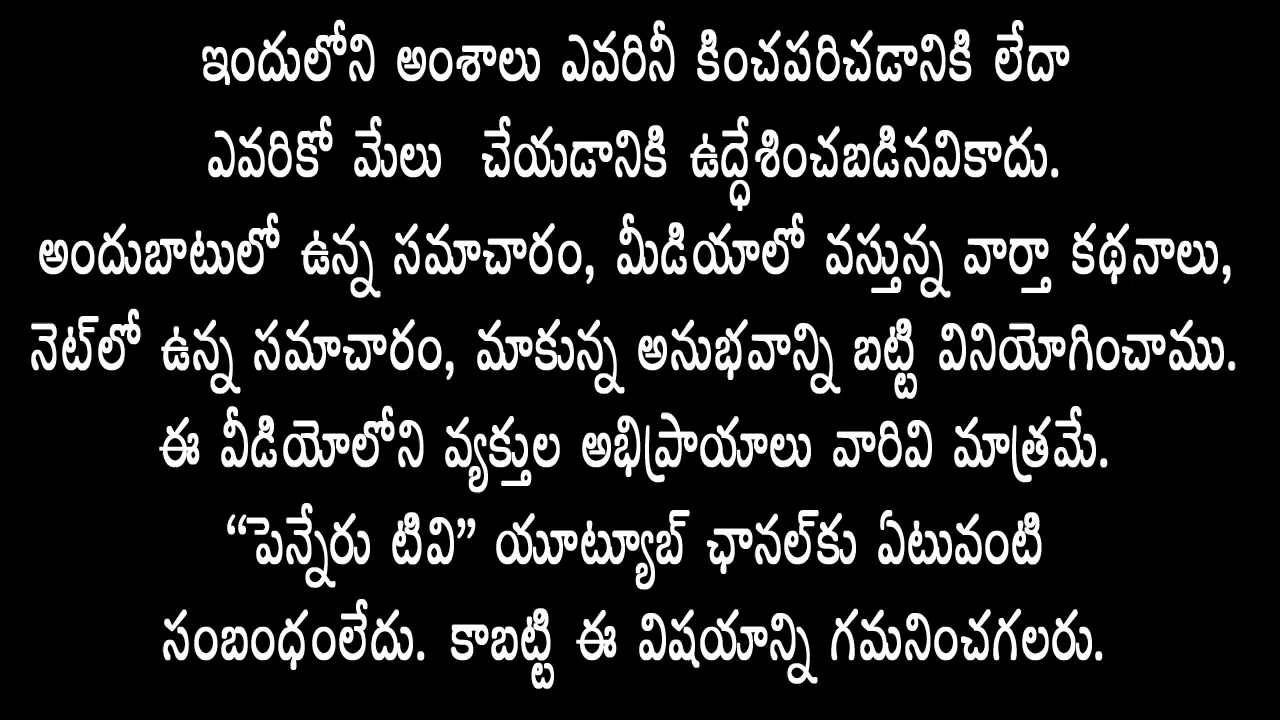 ఇందులోని అంశాలు ఎవరినీ కించపరిచడానికి లేదా
ఎవరికో మేలు చేయడానికి ఉద్ధేశించబడినవికాదు.
అందుబాటులో ఉన్న సమాచారం, మీడియాలో వస్తున్న వార్తా కథనాలు,
నెట్‌లో ఉన్న సమాచారం, మాకున్న అనుభవాన్ని బట్టి వినియోగించాము.
ఈ వీడియోలోని వ్యక్తుల అభిప్రాయాలు వారివి మాత్రమే.
“పెన్నేరు టివి” యూట్యూబ్ ఛానల్‌కు ఏటువంటి
సంబంధంలేదు. కాబట్టి ఈ విషయాన్ని గమనించగలరు.